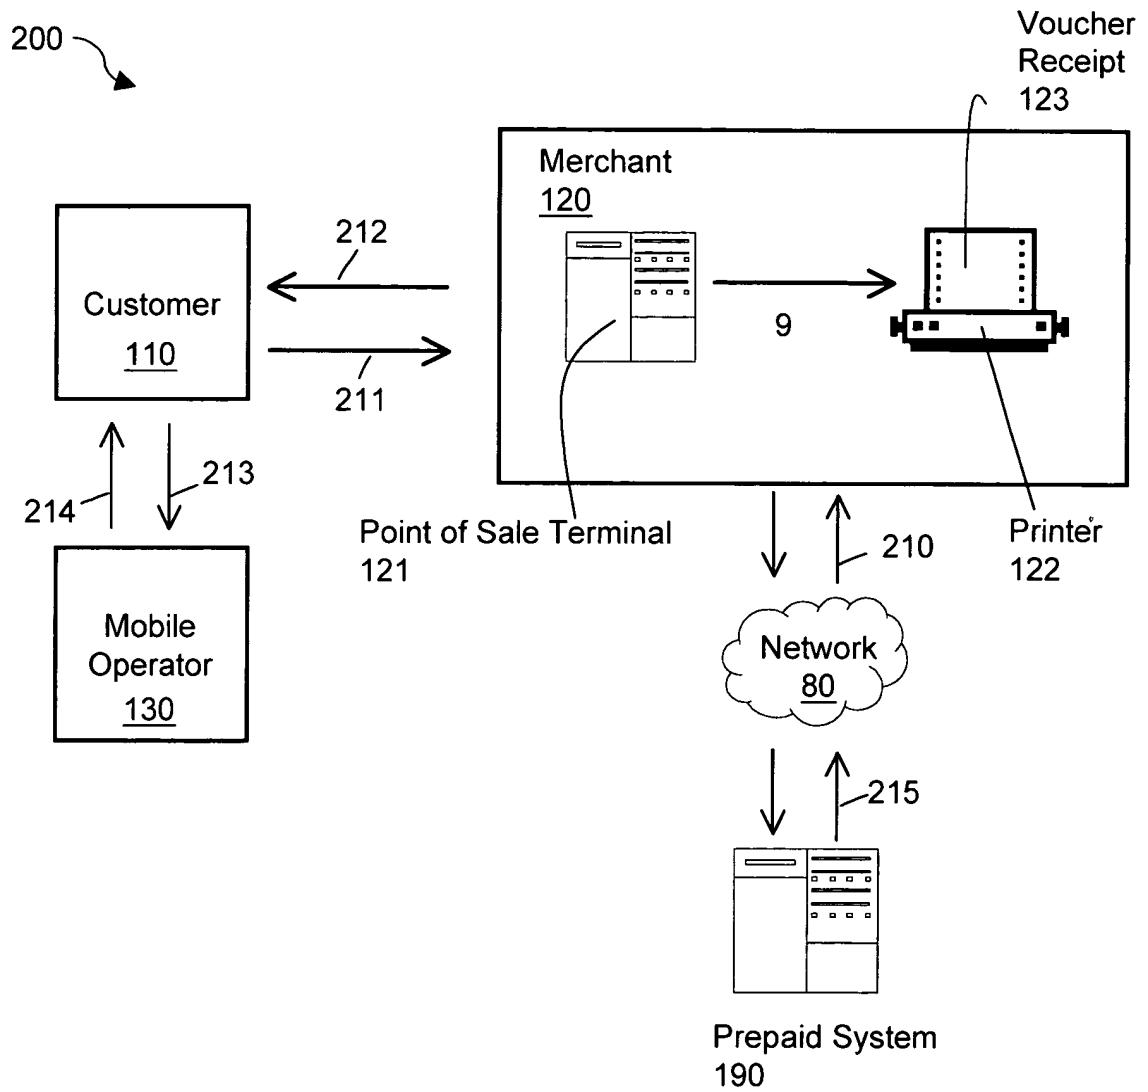 200
Voucher
Receipt
123
Merchant
120
212
Customer
110
9
211
214
213
Point of Sale Terminal
121
210
Printer
122
Mobile
Operator
130
Network
80
215
Prepaid System
190